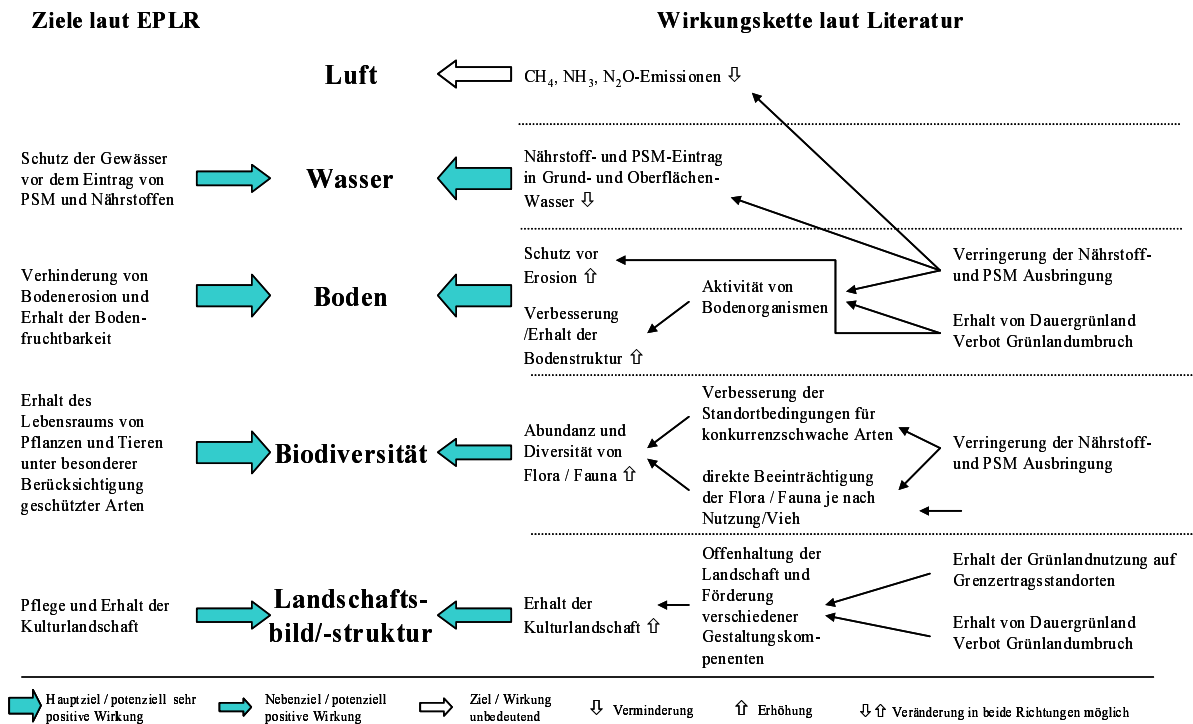 Ziele laut EPLR
Wirkungskette laut Literatur
Luft
CH4, NH3, N2O-Emissionen ⇩
Schutz der Gewässer
vor dem Eintrag von
PSM und Nährstoffen
Wasser
Nährstoff- und PSM-Eintrag
in Grund- und Oberflächen-
Wasser ⇩
Verringerung der Nährstoff-
und PSM Ausbringung
Verhinderung von
Bodenerosion und
Erhalt der Boden-
fruchtbarkeit
Boden
Schutz vor
Erosion ⇧
Verbesserung
/Erhalt der
Bodenstruktur ⇧
Aktivität von
Bodenorganismen
Erhalt von Dauergrünland
Verbot Grünlandumbruch
Erhalt des
Lebensraums von
Pflanzen und Tieren
unter besonderer
Berücksichtigung
geschützter Arten
Biodiversität
Abundanz und
Diversität von
Flora / Fauna ⇧
Verbesserung der
Standortbedingungen für
konkurrenzschwache Arten
direkte Beeinträchtigung
der Flora / Fauna je nach
Nutzung/Vieh
Verringerung der Nährstoff-
und PSM Ausbringung
Pflege und Erhalt der
Kulturlandschaft
Landschafts-
bild/-struktur
Erhalt der
Kulturlandschaft ⇧
Offenhaltung der
Landschaft und
Förderung
verschiedener
Gestaltungskom-
penenten
Erhalt der Grünlandnutzung auf
Grenzertragsstandorten
Erhalt von Dauergrünland
Verbot Grünlandumbruch
Hauptziel / potenziell sehr
positive Wirkung
Nebenziel / potenziell
positive Wirkung
Ziel / Wirkung
unbedeutend
⇩ Verminderung
⇧ Erhöhung
⇩⇧ Veränderung in beide Richtungen möglich